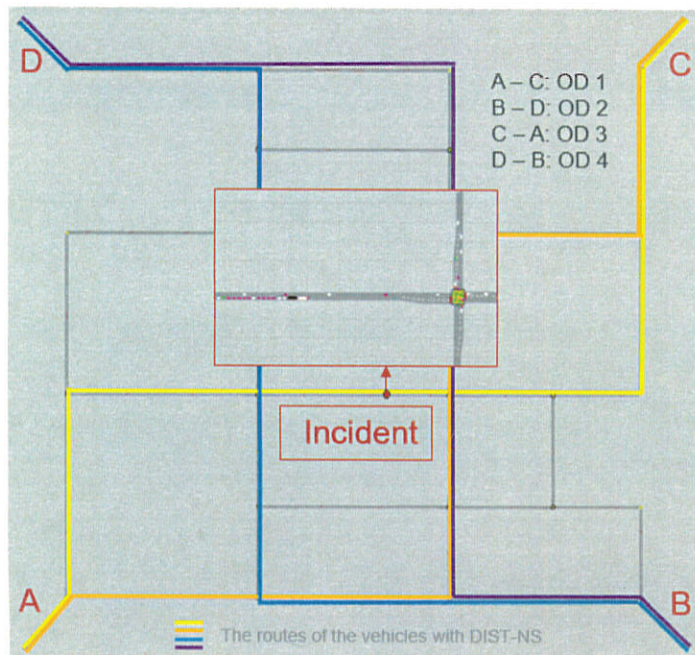 D
C
A – C: OD 1
B – D: OD 2
C – A: OD 3
D – B: OD 4
Incident
A
B
The routes of the vehicles with DIST-NS